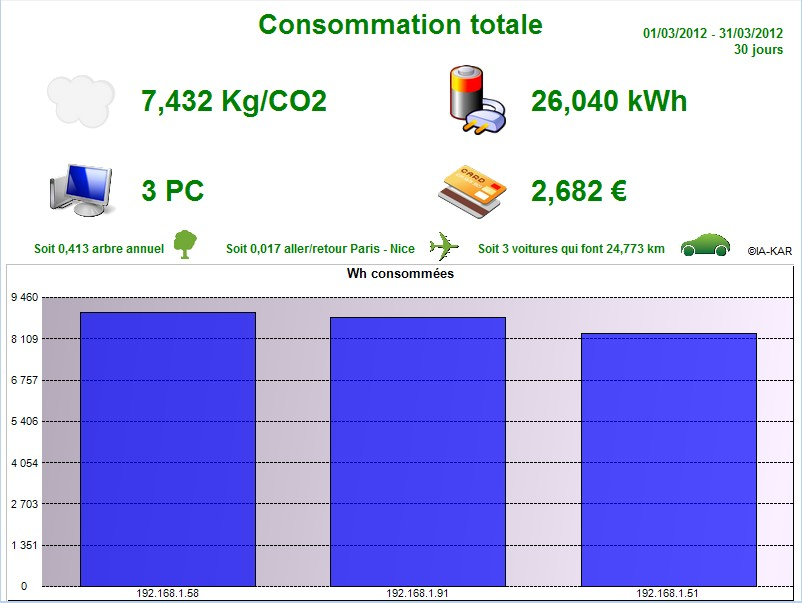 Consommation totale
01/03/2012 - 31/03/2012
30 jours
7,432 Kg/CO2
26,040 kWh
3 PC
CARD
2,682 €
Soit 0,413 arbre annuel
Soit 0,017 aller/retour Paris - Nice
Soit 3 voitures qui font 24,773 km
©IA-KAR
Wh consommées
9 460
8 109
6 757
5 406
4 054
2 703
1 351
0
192.168.1.58
192.168.1.91
192.168.1.51